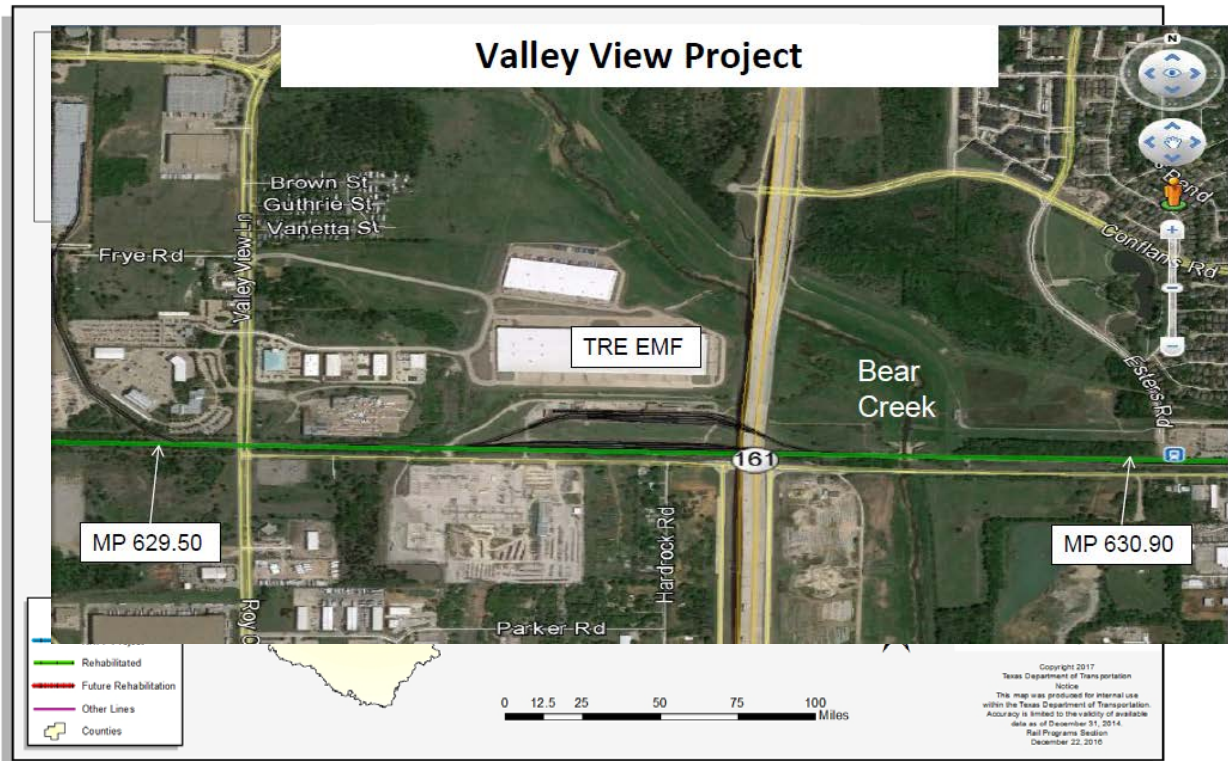 Valley View Project
N
Brown St
Guthrie St
Vanetta St
Frye Rd
Valley View Ln
Bend
Conflans Rd
TRE EMF
Bear
Creek
Esters Rd
161
MP 629.50
MP 630.90
Hardrock Rd
Roy O
Parker Rd
Rehabilitated
Future Rehabilitation
Other Lines
Counties
0 12.5 25 50 75 100
Miles
Copyright 2017
Texas Department of Transportation
Notice
This map was produced for internal use
within the Texas Department of Transportation.
Accuracy is limited to the validity of available
data as of December 31, 2014.
Rail Programs Section
December 22, 2016